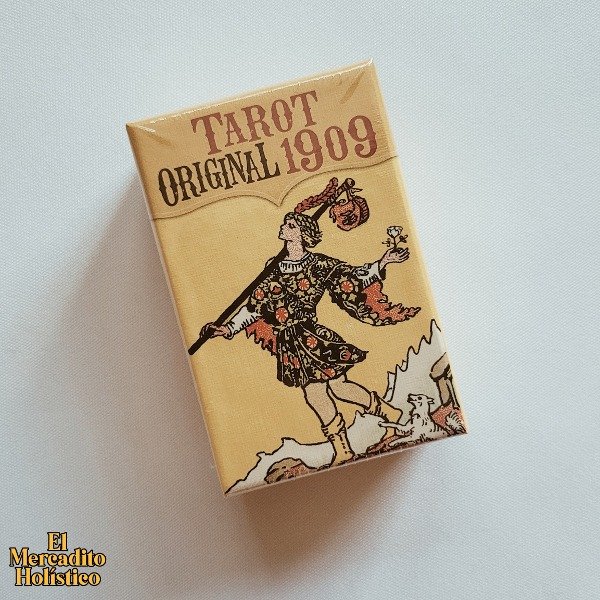 TAROT
ORIGINAL 1909
El
Mercadito
Holístico